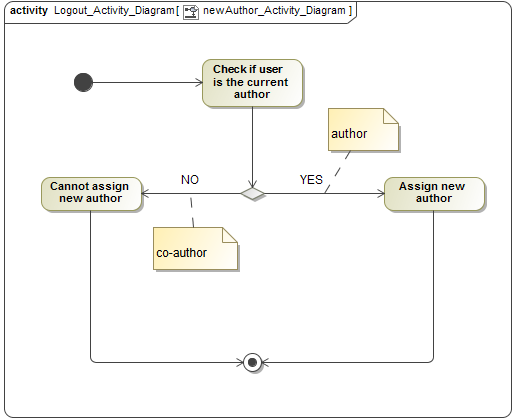 activity Logout_Activity_Diagram[ newAuthor_Activity_Diagram ]
Check if user
is the current
author
author
NO
YES
Cannot assign
new author
Assign new
author
co-author